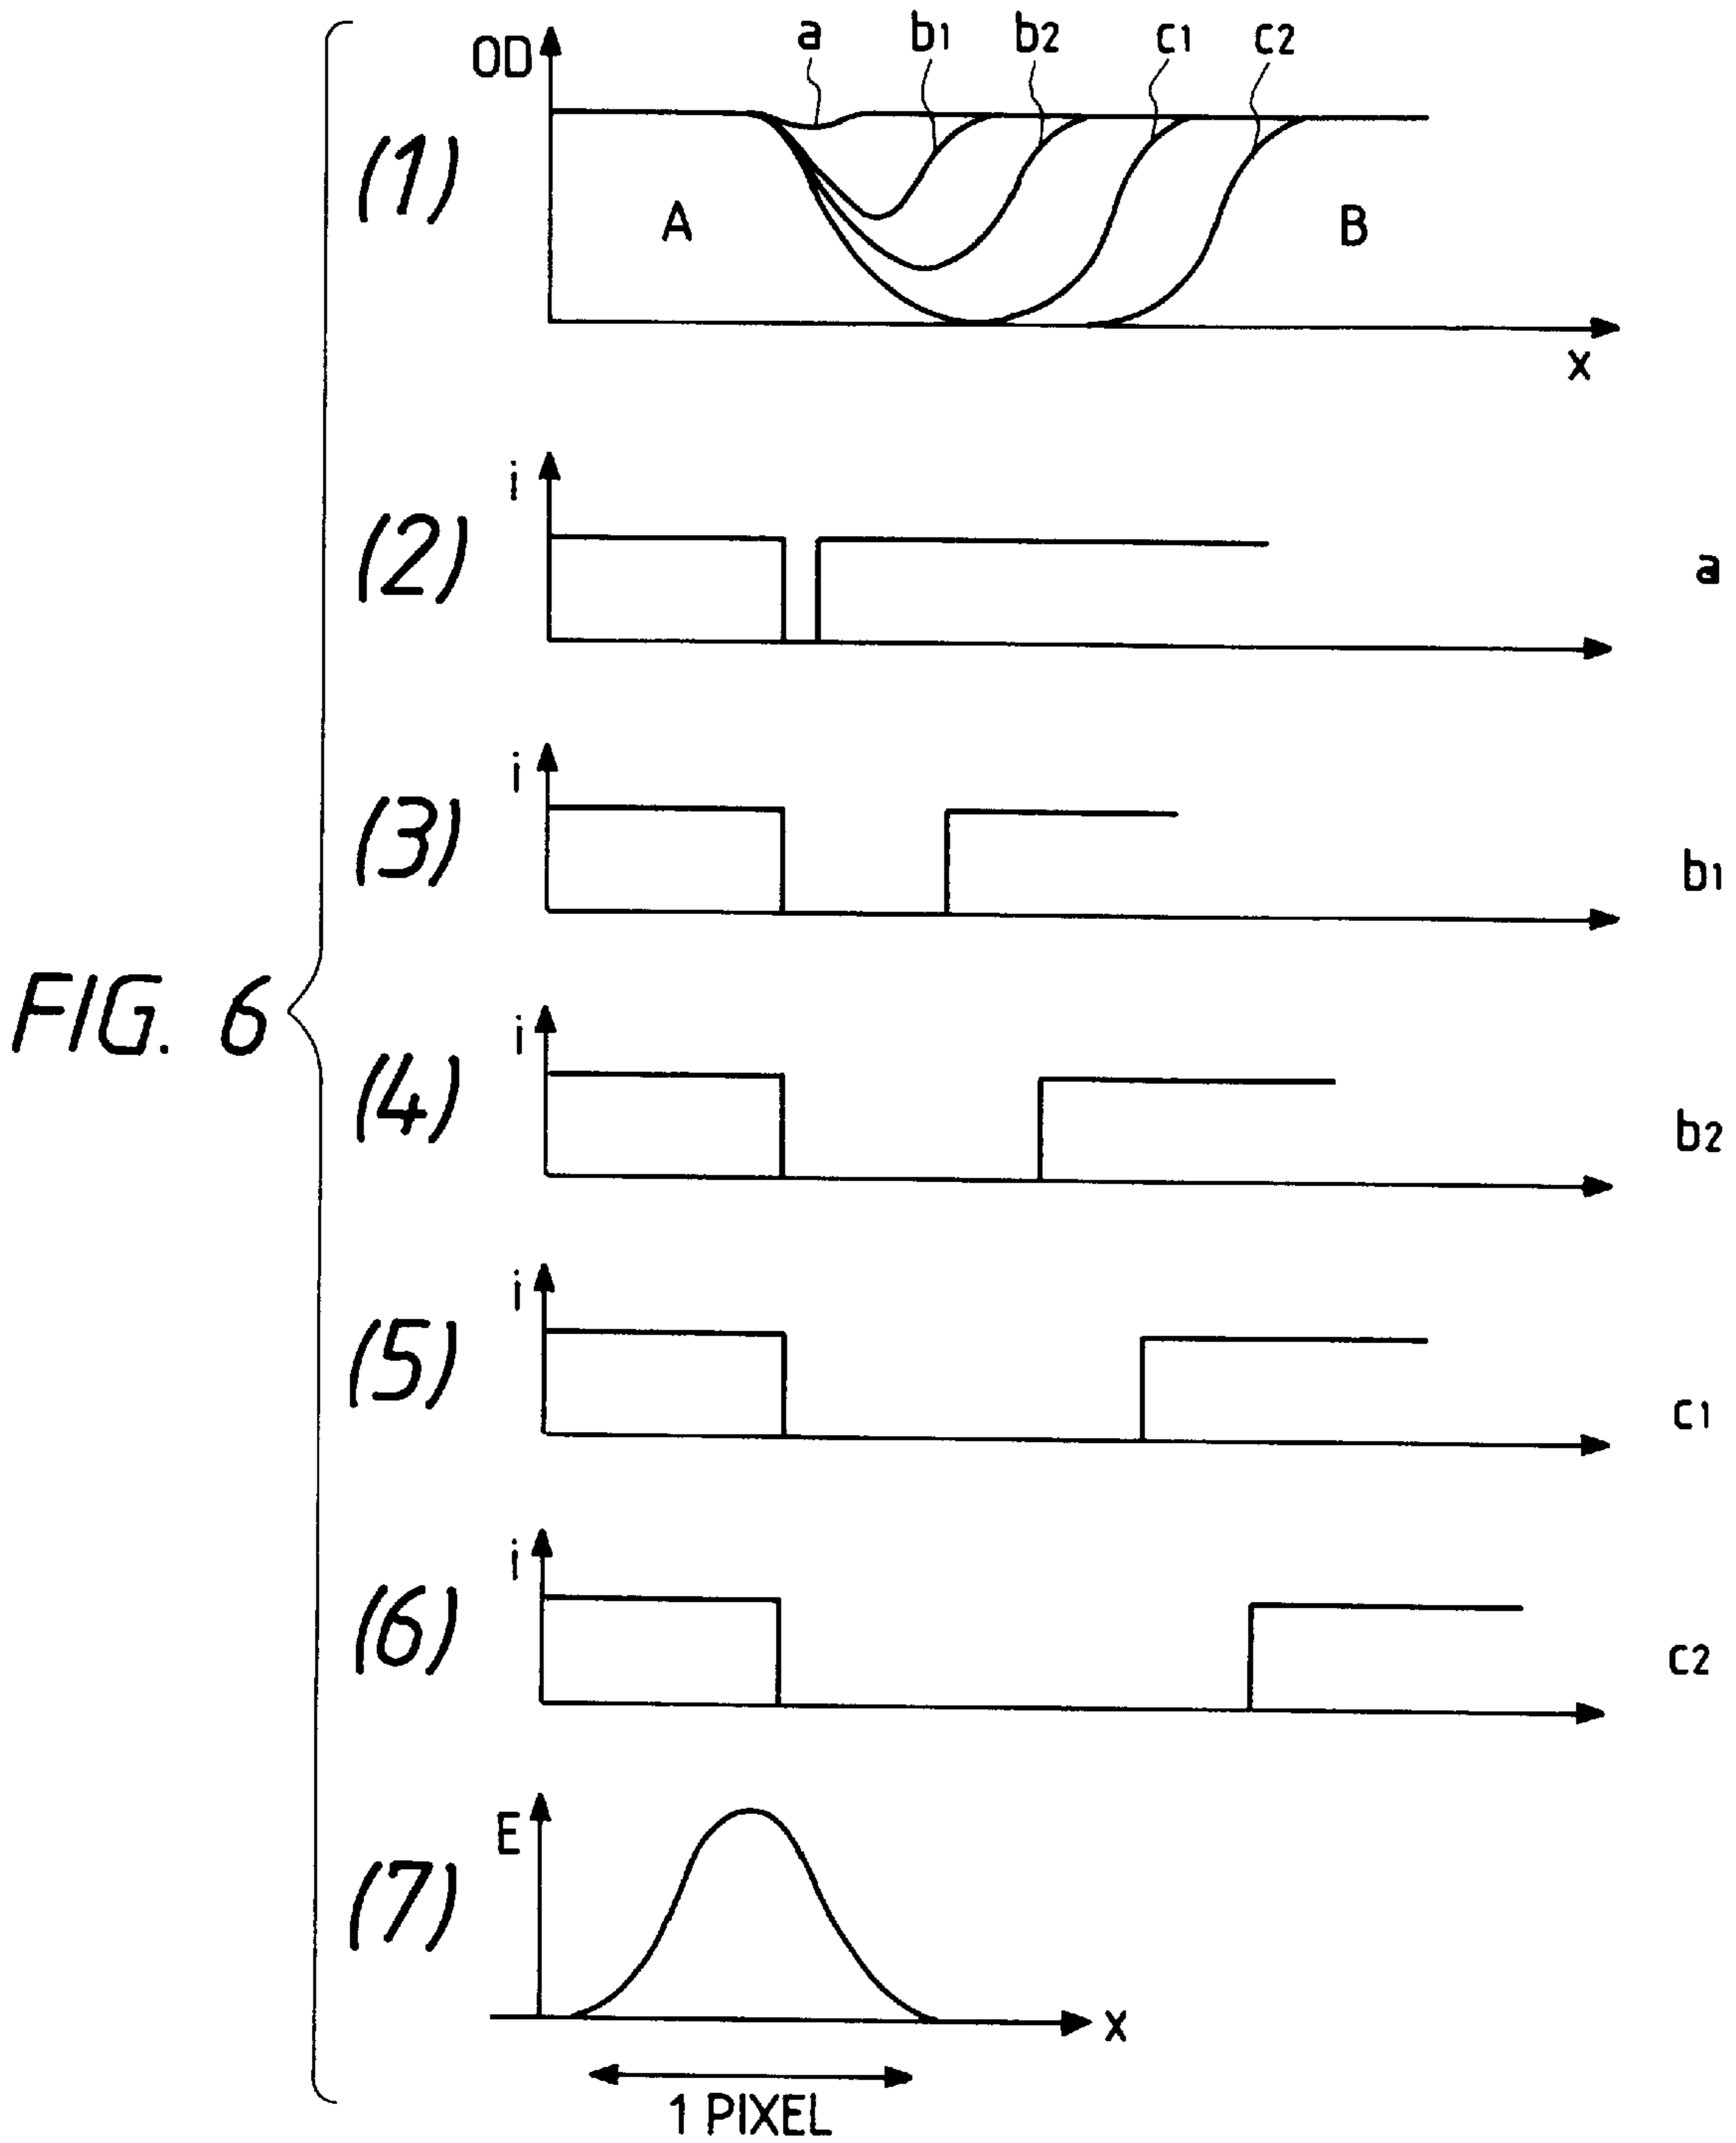 FIG. 6
(1)
OD
a
b1
b2
c1
c2
A
B
x
(2)
i
a
(3)
i
b1
(4)
i
b2
(5)
i
c1
(6)
i
c2
(7)
E
x
1 PIXEL